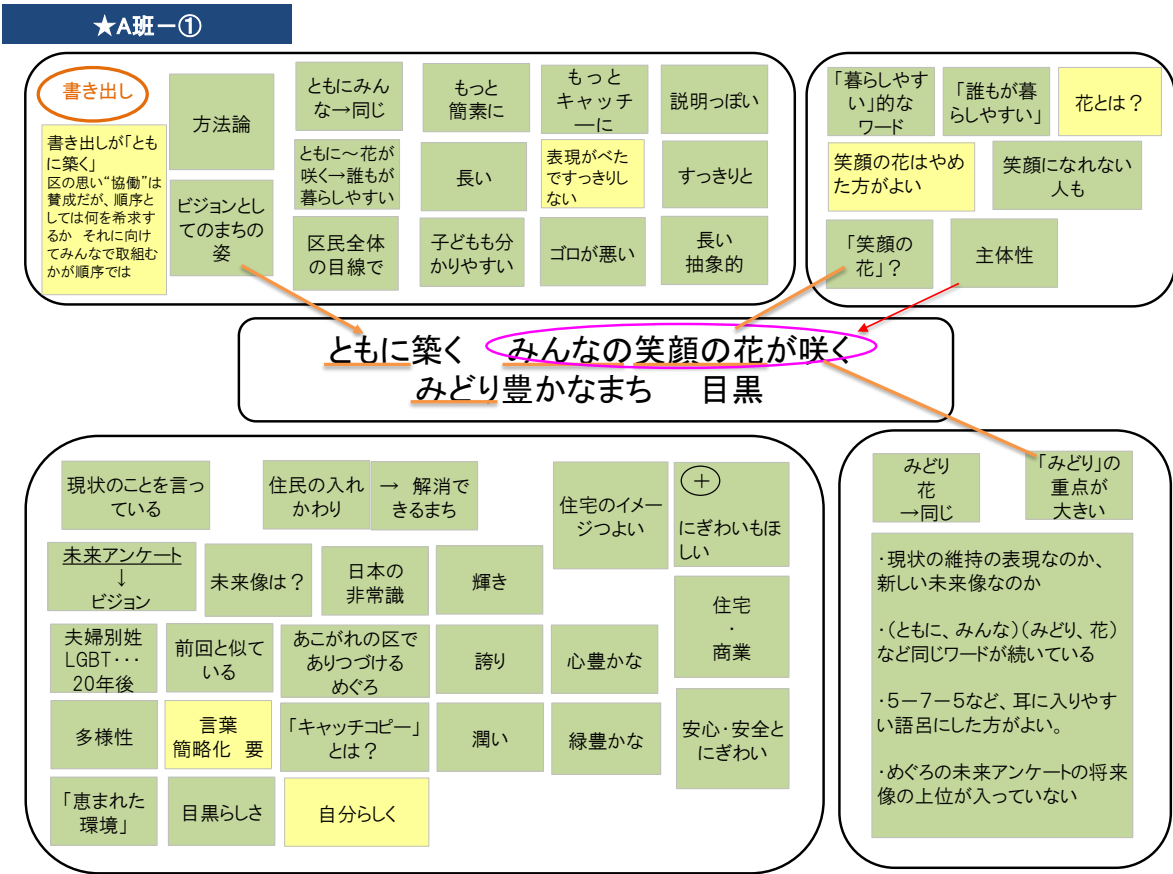 ★A班－①
書き出し
書き出しが「とも
に築く」
区の思い“協働”は
賛成だが、順序と
しては何を希求す
るか それに向け
てみんなで取組む
かが順序では
方法論
ビジョンとし
てのまちの
姿
ともにみん
な→同じ
ともに～花が
咲く→誰もが
暮らしやすい
区民全体
の目線で
もっと
簡素に
長い
子どもも分
かりやすい
もっと
キャッチ
ーに
表現がべた
ですっきりし
ない
ゴロが悪い
説明っぽい
すっきりと
長い
抽象的
「暮らしやす
い」的な
ワード
「誰もが暮
らしやすい」
花とは？
笑顔の花はやめ
た方がよい
笑顔になれない
人も
「笑顔の
花」？
主体性
ともに築く　みんなの笑顔の花が咲く
みどり豊かなまち　目黒
現状のことを言っ
ている
住民の入れ
かわり
→ 解消で
きるまち
住宅のイメー
ジつよい
＋
にぎわいもほ
しい
未来アンケート
↓
ビジョン
未来像は？
日本の
非常識
輝き
住宅
・
商業
夫婦別姓
LGBT・・・
20年後
前回と似て
いる
あこがれの区で
ありつづける
めぐろ
誇り
心豊かな
多様性
言葉
簡略化 要
「キャッチコピー」
とは？
潤い
緑豊かな
安心・安全と
にぎわい
「恵まれた
環境」
目黒らしさ
自分らしく
みどり
花
→同じ
「みどり」の
重点が
大きい
・現状の維持の表現なのか、
新しい未来像なのか
・（ともに、みんな）（みどり、花）
など同じワードが続いている
・5－7－5など、耳に入りやす
い語呂にした方がよい。
・めぐろの未来アンケートの将来
像の上位が入っていない